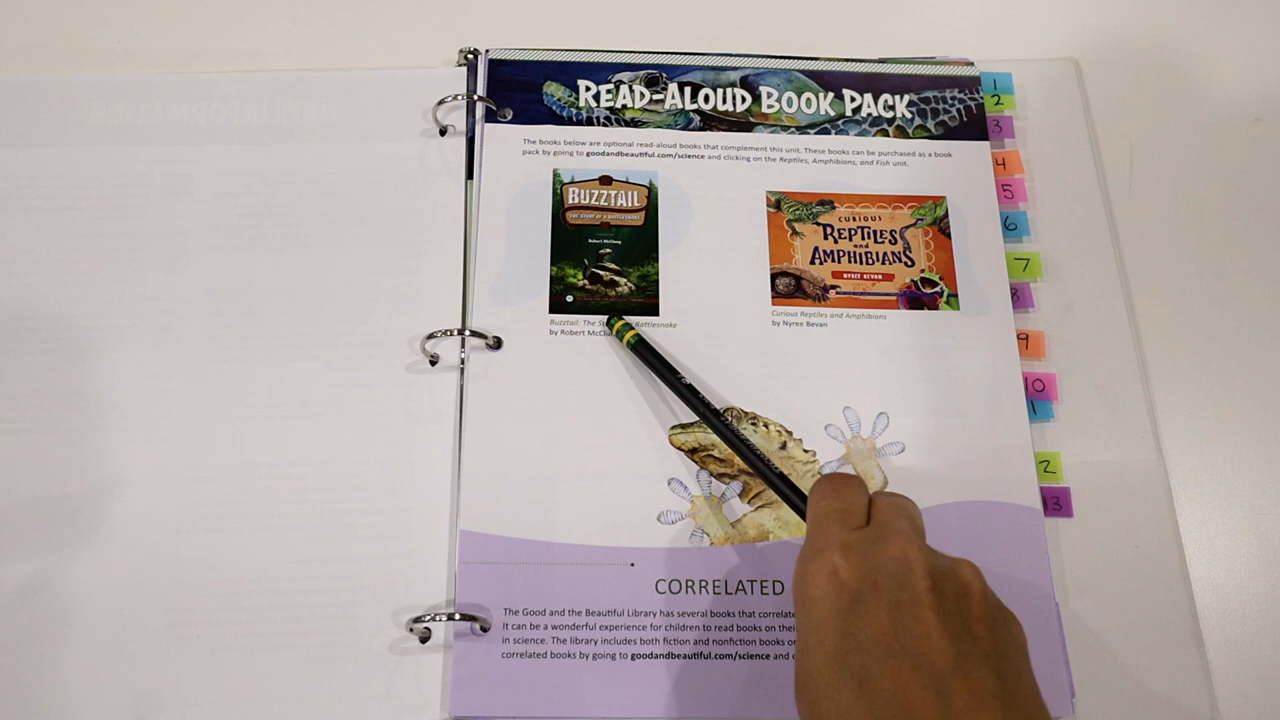 READ-ALOUD BOOK PACK
The books below are optional read-aloud books that complement this unit. These books can be purchased as a book
pack by going to goodandbeautiful.com/science and clicking on the Reptiles, Amphibians, and Fish unit.
BUZZTAIL
THE STORY OF A RATTLESNAKE
Robert McClung
CURIOUS
REPTILES
and
AMPHIBIANS
NYREE BEVAN
Buzztail: The Rattlesnake
by Robert
Curious Reptiles and Amphibians
by Nyree Bevan
CORRELATED
The Good and the Beautiful Library has several books that correlate
It can be a wonderful experience for children to read books on
in science. The library includes both fiction and nonfiction books
correlated books by going to goodandbeautiful.com/science and
1
2
3
4
5
6
7
8
9
10
1
2
13